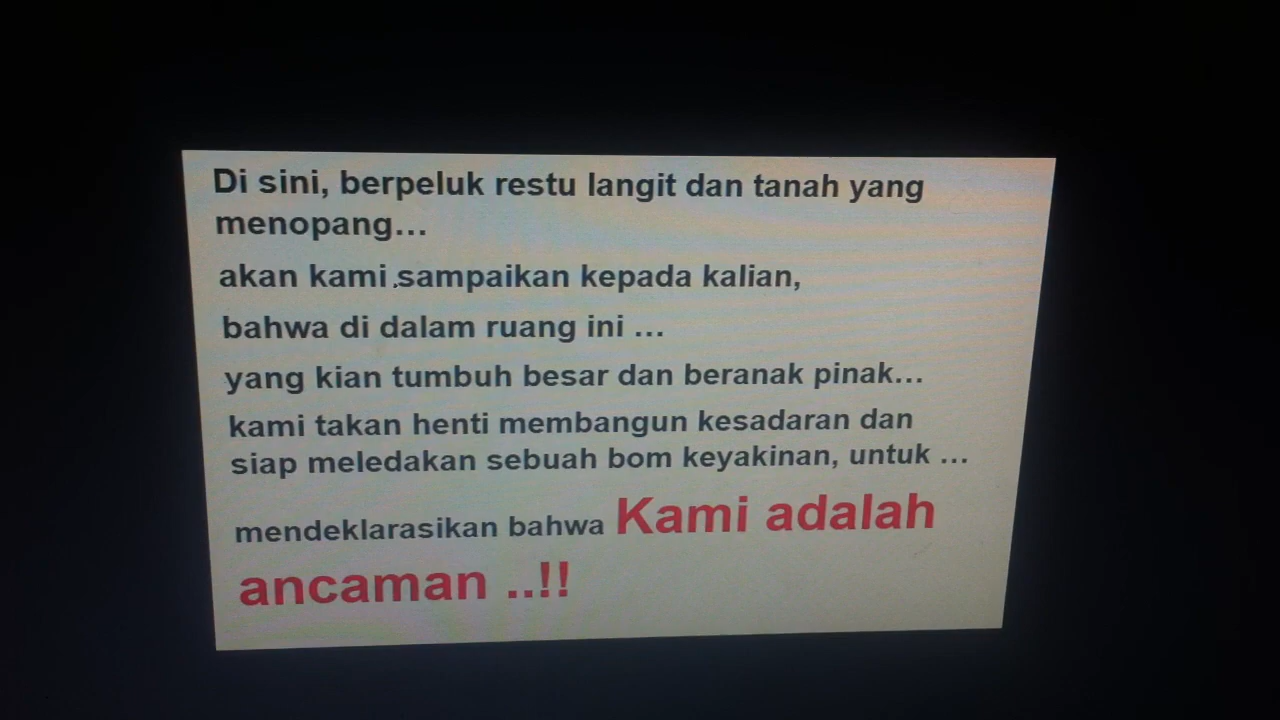 Di sini, berpeluk restu langit dan tanah yang
menopang...
akan kami sampaikan kepada kalian,
bahwa di dalam ruang ini ...
yang kian tumbuh besar dan beranak pinak...
kami takan henti membangun kesadaran dan
siap meledakan sebuah bom keyakinan, untuk ...
mendeklarasikan bahwa Kami adalah
ancaman ..!!